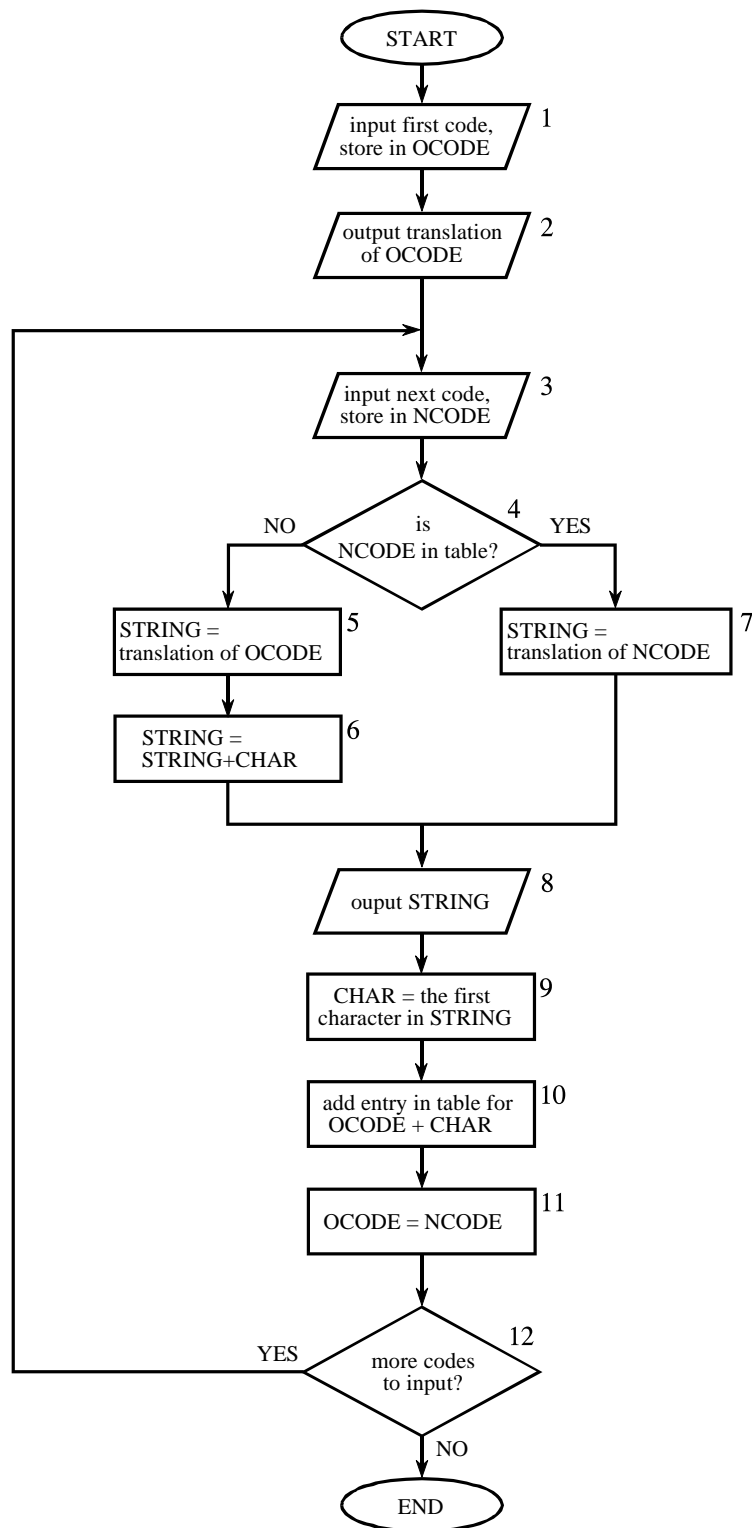 START
1
input first code,
store in OCODE
2
output translation
of OCODE
3
input next code,
store in NCODE
4
is
NCODE in table?
NO
YES
5
STRING =
translation of OCODE
7
STRING =
translation of NCODE
6
STRING =
STRING+CHAR
8
ouput STRING
9
CHAR = the first
character in STRING
10
add entry in table for
OCODE + CHAR
11
OCODE = NCODE
12
YES
more codes
to input?
NO
END